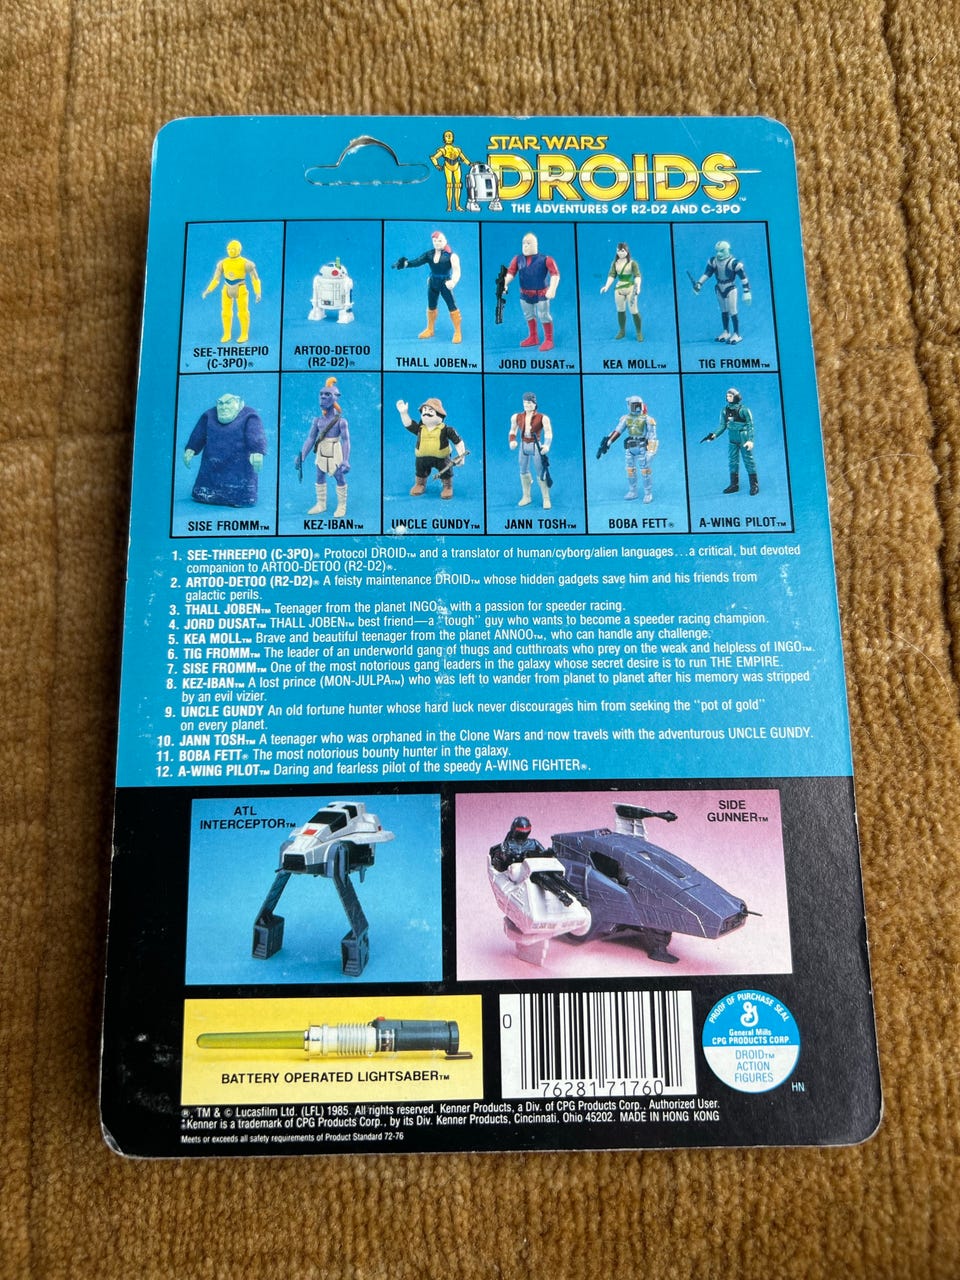 STAR WARS
DROIDS™
THE ADVENTURES OF R2-D2 AND C-3PO
SEE-THREEPIO
(C-3PO)®
ARTOO-DETOO
(R2-D2)®
THALL JOBEN™
JORD DUSAT™
KEA MOLL™
TIG FROMM™
SISE FROMM™
KEZ-IBAN™
UNCLE GUNDY™
JANN TOSH™
BOBA FETT®
A-WING PILOT™
1. SEE-THREEPIO (C-3PO)® Protocol DROID™ and a translator of human/cyborg/alien languages...a critical, but devoted
companion to ARTOO-DETOO (R2-D2)®.
2. ARTOO-DETOO (R2-D2)® A feisty maintenance DROID™ whose hidden gadgets save him and his friends from
galactic perils.
3. THALL JOBEN™ Teenager from the planet INGO™ with a passion for speeder racing.
4. JORD DUSAT™ THALL JOBEN™ best friend—a "tough" guy who wants to become a speeder racing champion.
5. KEA MOLL™ Brave and beautiful teenager from the planet ANNOO™, who can handle any challenge.
6. TIG FROMM™ The leader of an underworld gang of thugs and cutthroats who prey on the weak and helpless of INGO™.
7. SISE FROMM™ One of the most notorious gang leaders in the galaxy whose secret desire is to run THE EMPIRE.
8. KEZ-IBAN™ A lost prince (MON-JULPA™) who was left to wander from planet to planet after his memory was stripped
by an evil vizier.
9. UNCLE GUNDY An old fortune hunter whose hard luck never discourages him from seeking the "pot of gold"
on every planet.
10. JANN TOSH™ A teenager who was orphaned in the Clone Wars and now travels with the adventurous UNCLE GUNDY.
11. BOBA FETT® The most notorious bounty hunter in the galaxy.
12. A-WING PILOT™ Daring and fearless pilot of the speedy A-WING FIGHTER®.
ATL
INTERCEPTOR™
SIDE
GUNNER™
BATTERY OPERATED LIGHTSABER™
0
76281 71760
PROOF OF PURCHASE SEAL
General Mills
CPG PRODUCTS CORP.
DROID™
ACTION
FIGURES
HN
®, TM & © Lucasfilm Ltd. (LFL) 1985. All rights reserved. Kenner Products, a Div. of CPG Products Corp., Authorized User.
Kenner is a trademark of CPG Products Corp., by its Div. Kenner Products, Cincinnati, Ohio 45202. MADE IN HONG KONG
Meets or exceeds all safety requirements of Product Standard 72-76